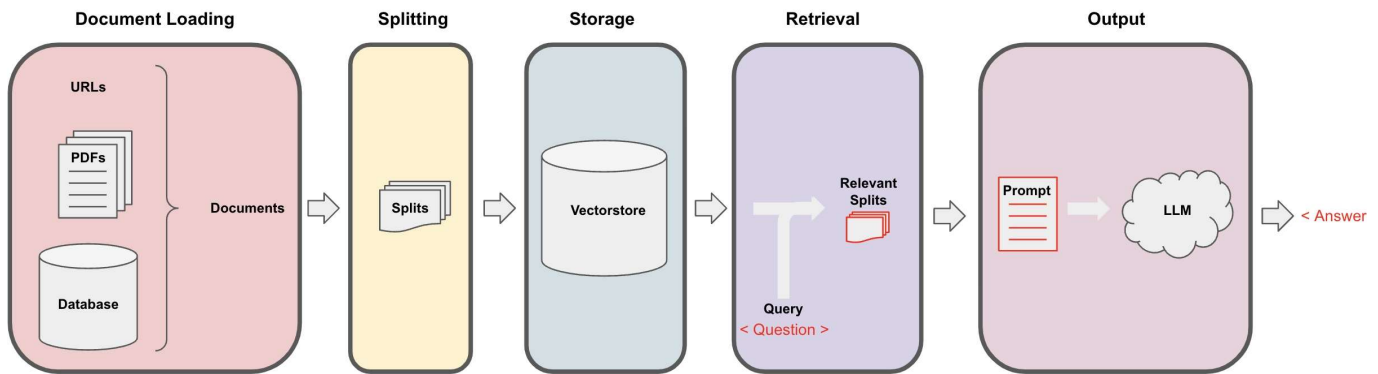 Document Loading
Splitting
Storage
Retrieval
Output
URLs
PDFs
Documents
Database
Splits
Vectorstore
Relevant
Splits
Query
< Question >
Prompt
LLM
< Answer